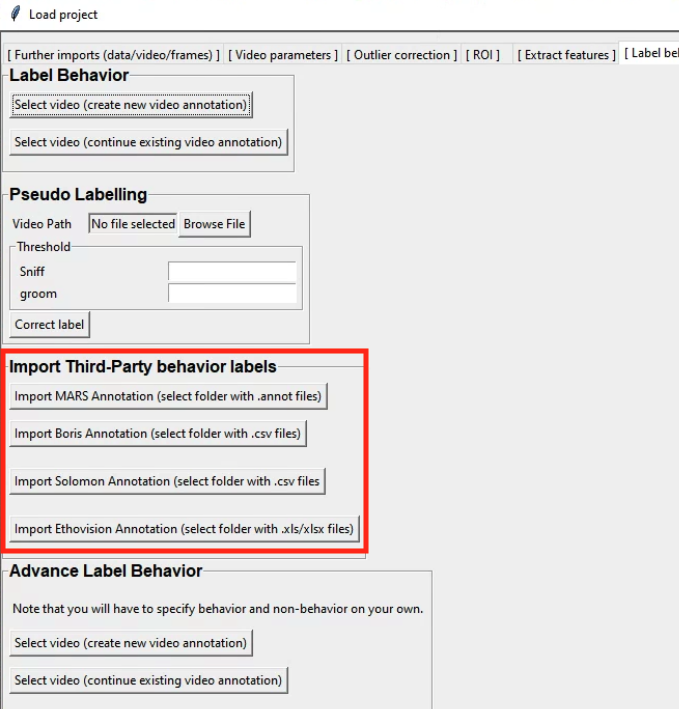 Load project
[ Further imports (data/video/frames) ] [ Video parameters ] [ Outlier correction ] [ ROI ] [ Extract features ] [ Label bel
Label Behavior
Select video (create new video annotation)
Select video (continue existing video annotation)
Pseudo Labelling
Video Path No file selected Browse File
Threshold
Sniff
groom
Correct label
Import Third-Party behavior labels
Import MARS Annotation (select folder with .annot files)
Import Boris Annotation (select folder with .csv files)
Import Solomon Annotation (select folder with .csv files
Import Ethovision Annotation (select folder with .xls/xlsx files)
Advance Label Behavior
Note that you will have to specify behavior and non-behavior on your own.
Select video (create new video annotation)
Select video (continue existing video annotation)